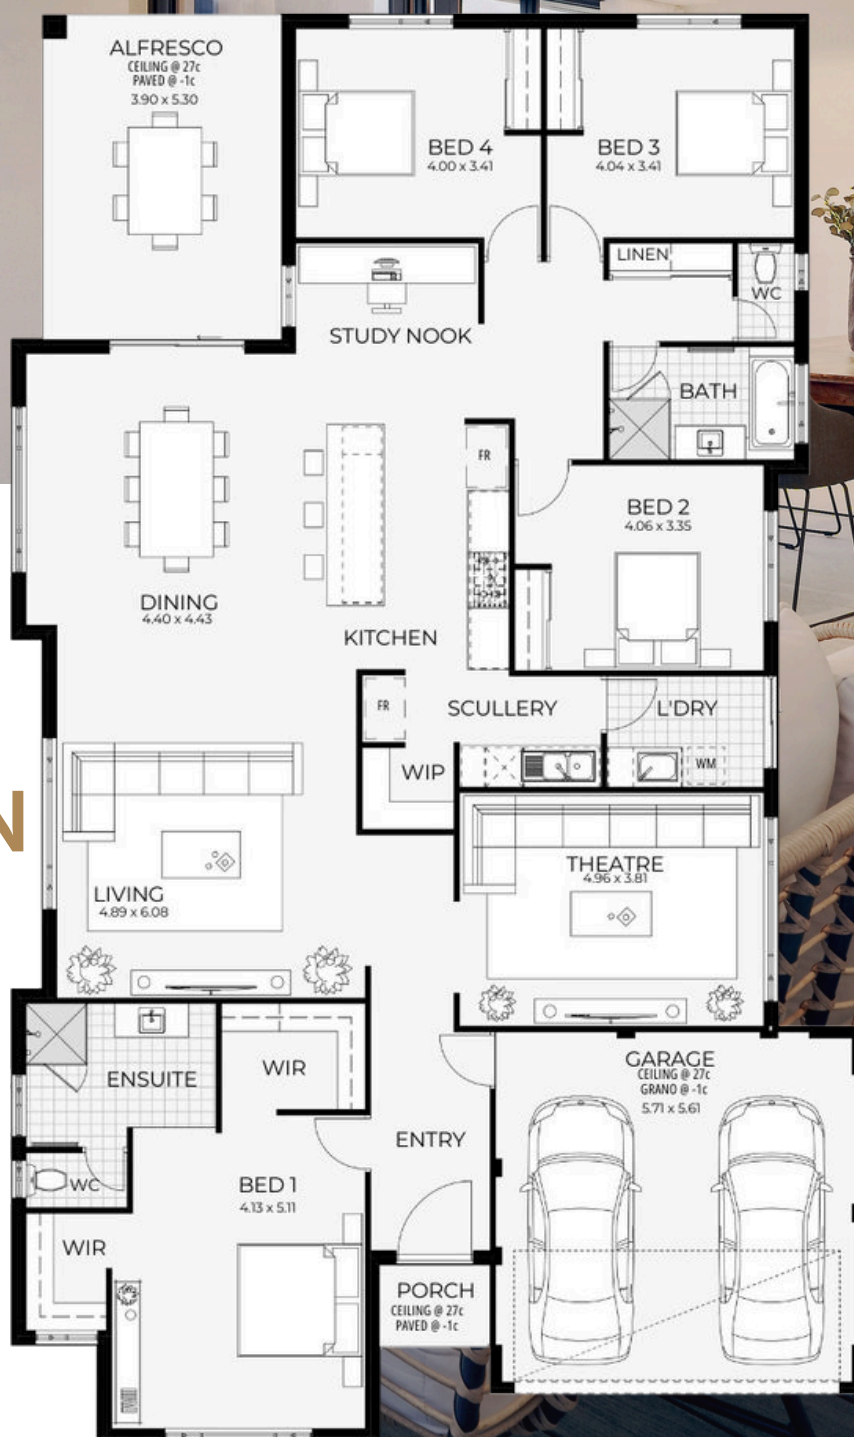 ALFRESCO
CEILING @ 27c
PAVED @ -1c
3.90 x 5.30
BED 4
4.00 x 3.41
BED 3
4.04 x 3.41
LINEN
WC
STUDY NOOK
BATH
FR
BED 2
4.06 x 3.35
DINING
4.40 x 4.43
KITCHEN
FR
SCULLERY
L'DRY
WIP
WM
N
THEATRE
4.96 x 3.81
LIVING
4.89 x 6.08
ENSUITE
WIR
GARAGE
CEILING @ 27c
GRANO @ -1c
5.71 x 5.61
ENTRY
WC
BED 1
4.13 x 5.11
WIR
PORCH
CEILING @ 27c
PAVED @ -1c